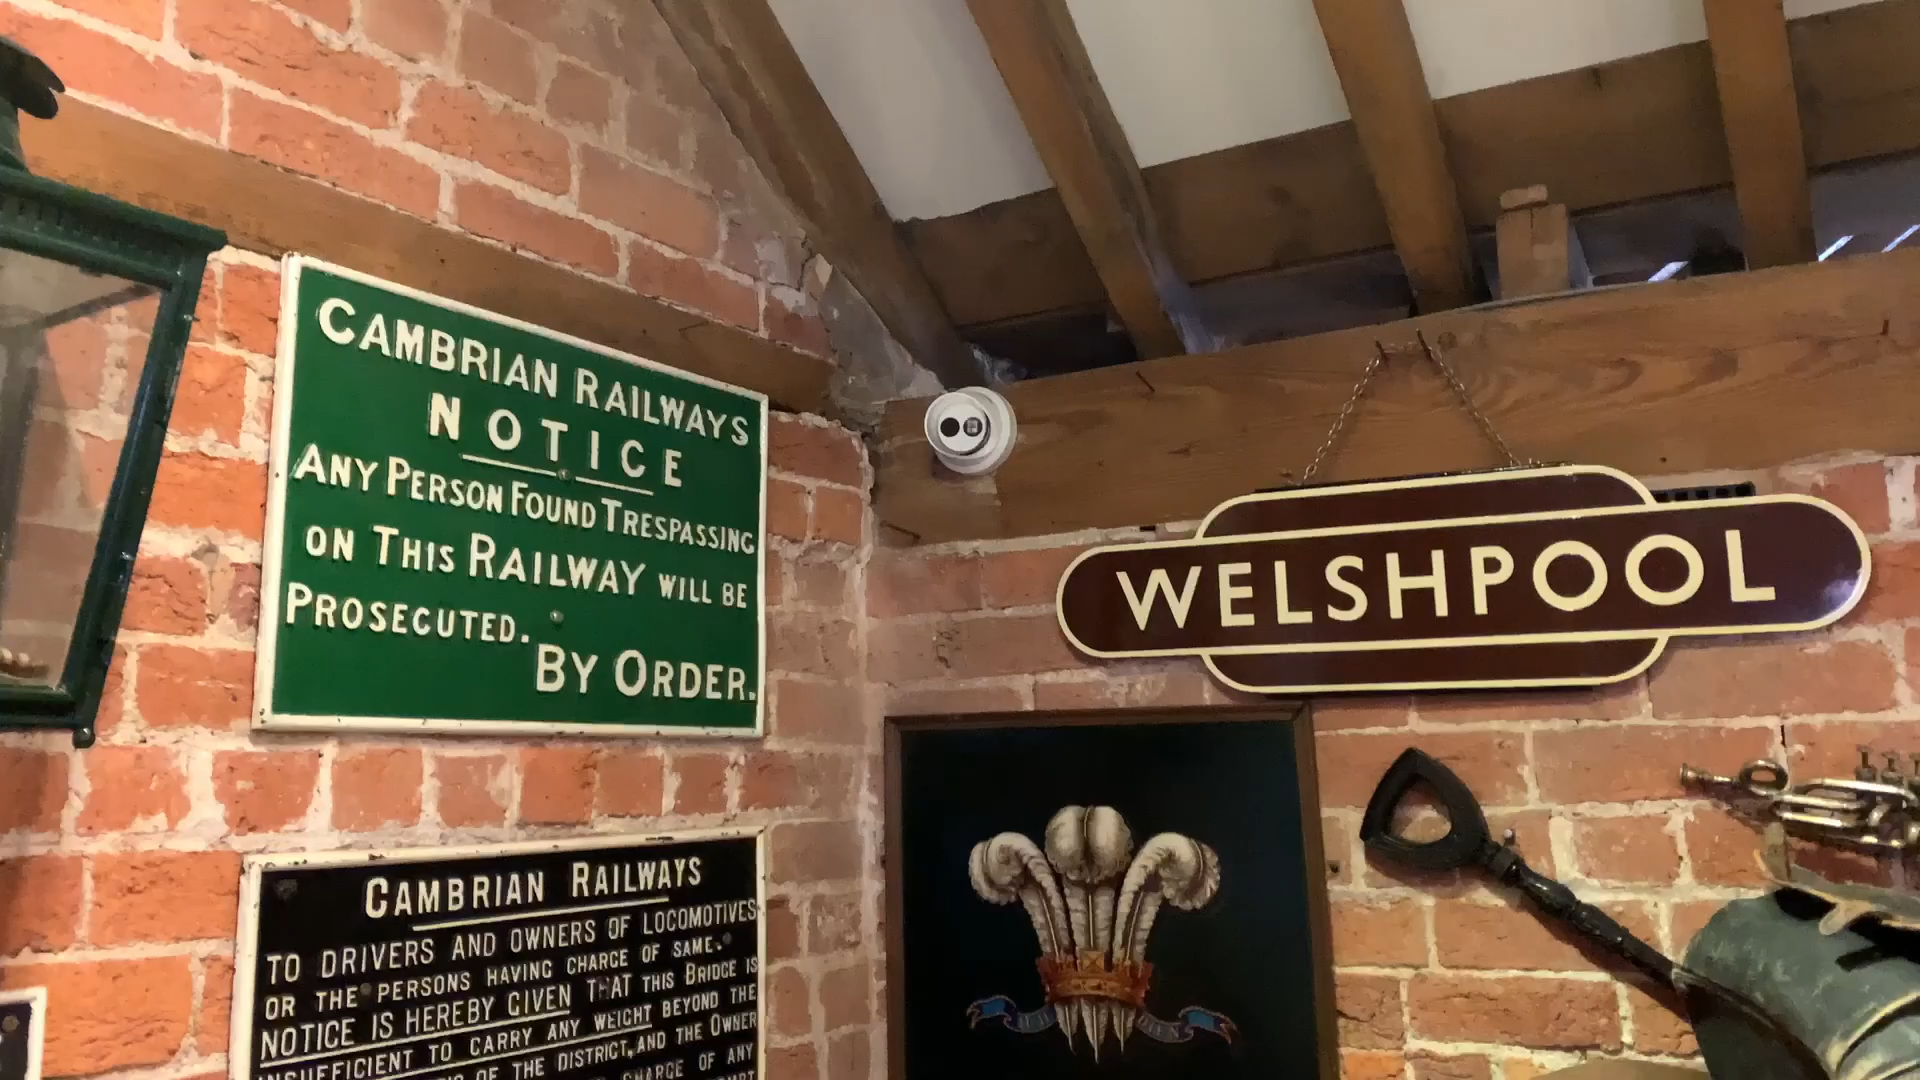 CAMBRIAN RAILWAYS
NOTICE
ANY PERSON FOUND TRESPASSING
ON THIS RAILWAY WILL BE
PROSECUTED.
BY ORDER.
WELSHPOOL
CAMBRIAN RAILWAYS
TO DRIVERS AND OWNERS OF LOCOMOTIVES
OR THE PERSONS HAVING CHARGE OF SAME.
NOTICE IS HEREBY GIVEN THAT THIS BRIDGE IS
INSUFFICIENT TO CARRY ANY WEIGHT BEYOND THE
OF THE DISTRICT, AND THE OWNER
CHARGE OF ANY